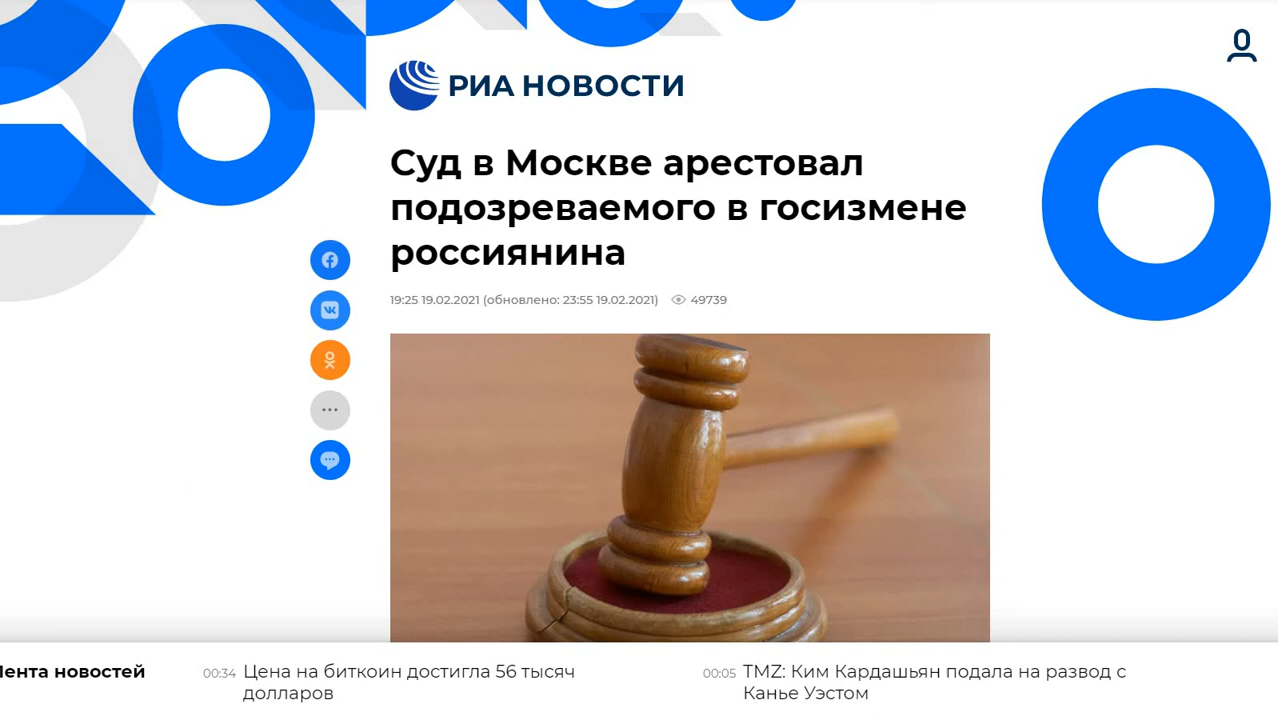 РИА НОВОСТИ
Суд в Москве арестовал
подозреваемого в госизмене
россиянина
19:25 19.02.2021 (обновлено: 23:55 19.02.2021) 49739
Лента новостей
00:34 Цена на биткоин достигла 56 тысяч
долларов
00:05 TMZ: Ким Кардашьян подала на развод с
Канье Уэстом